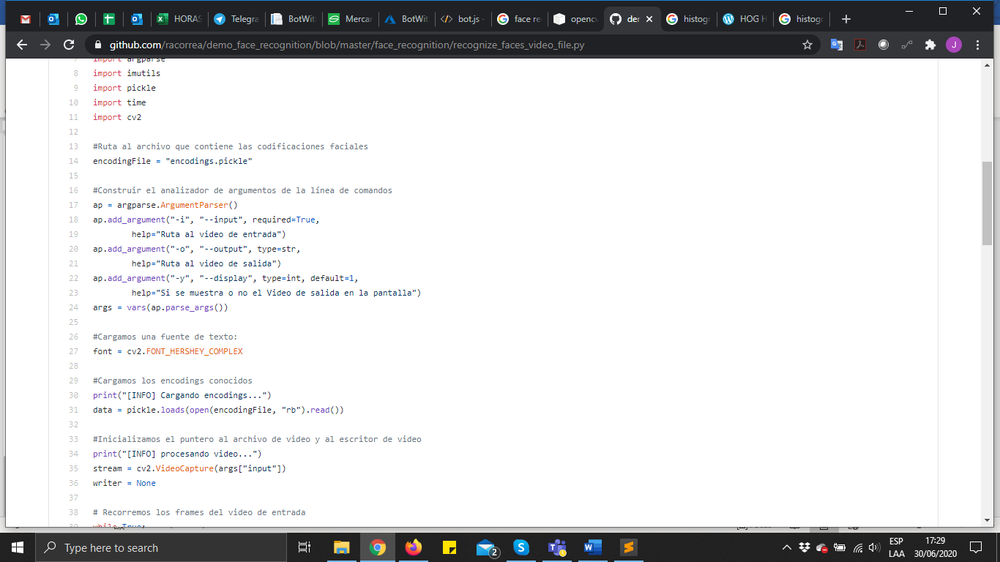 HORAS
Telegra
BotWit
Mercar
BotWit
bot.js -
face re
opencv
der
histogr
HOG H
histogr
github.com/racorrea/demo_face_recognition/blob/master/face_recognition/recognize_faces_video_file.py
J
import argparse
8 import imutils
9 import pickle
10 import time
11 import cv2
12
13 #Ruta al archivo que contiene las codificaciones faciales
14 encodingFile = "encodings.pickle"
15
16 #Construir el analizador de argumentos de la línea de comandos
17 ap = argparse.ArgumentParser()
18 ap.add_argument("-i", "--input", required=True,
19 help="Ruta al video de entrada")
20 ap.add_argument("-o", "--output", type=str,
21 help="Ruta al video de salida")
22 ap.add_argument("-y", "--display", type=int, default=1,
23 help="Si se muestra o no el Video de salida en la pantalla")
24 args = vars(ap.parse_args())
25
26 #Cargamos una fuente de texto:
27 font = cv2.FONT_HERSHEY_COMPLEX
28
29 #Cargamos los encodings conocidos
30 print("[INFO] Cargando encodings...")
31 data = pickle.loads(open(encodingFile, "rb").read())
32
33 #Inicializamos el puntero al archivo de video y al escritor de video
34 print("[INFO] procesando video...")
35 stream = cv2.VideoCapture(args["input"])
36 writer = None
37
38 # Recorremos los frames del video de entrada
39 while True:
Type here to search
2
ESP
LAA
17:29
30/06/2020